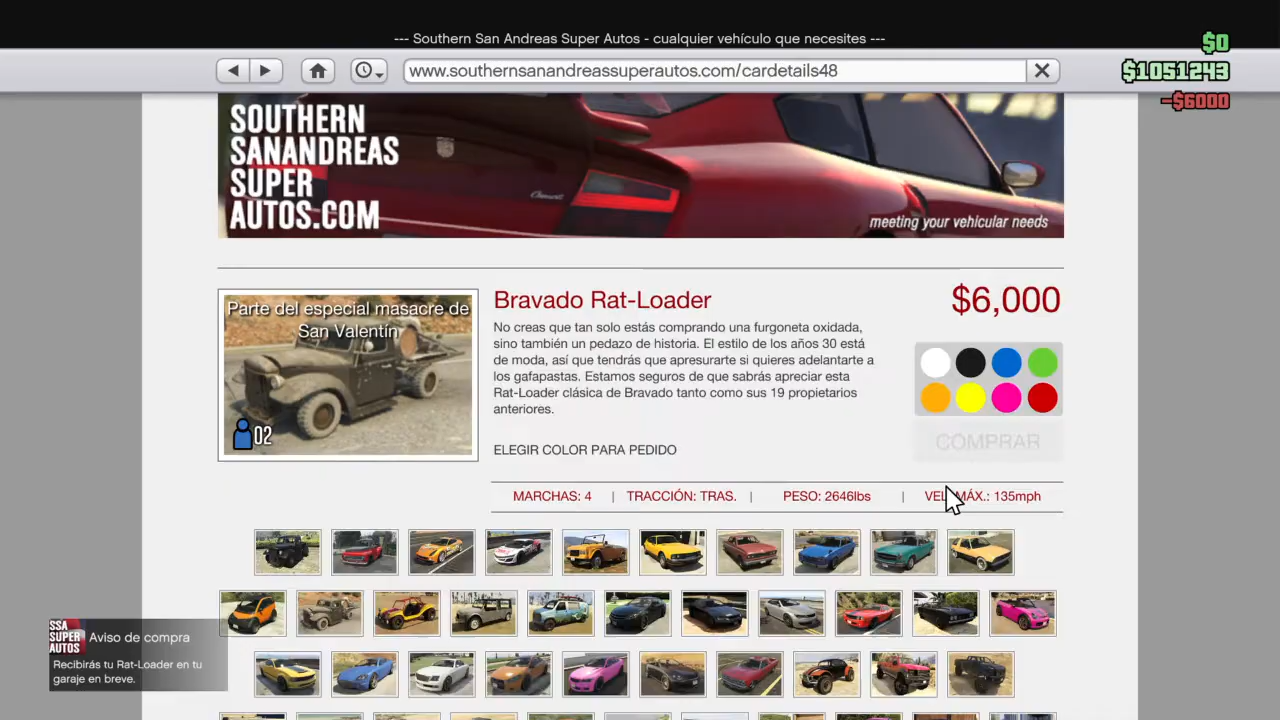 --- Southern San Andreas Super Autos - cualquier vehículo que necesites ---
$0
www.southernsanandreassuperautos.com/cardetails48
$1051243
-$6000
SOUTHERN
SANANDREAS
SUPER
AUTOS.COM
meeting your vehicular needs
Parte del especial masacre de
San Valentín
02
Bravado Rat-Loader
$6,000
No creas que tan solo estás comprando una furgoneta oxidada,
sino también un pedazo de historia. El estilo de los años 30 está
de moda, así que tendrás que apresurarte si quieres adelantarte a
los gafapastas. Estamos seguros de que sabrás apreciar esta
Rat-Loader clásica de Bravado tanto como sus 19 propietarios
anteriores.
ELEGIR COLOR PARA PEDIDO
COMPRAR
MARCHAS: 4 | TRACCIÓN: TRAS. | PESO: 2646lbs | VEL. MÁX.: 135mph
SSA
SUPER
AUTOS
Aviso de compra
Recibirás tu Rat-Loader en tu
garaje en breve.